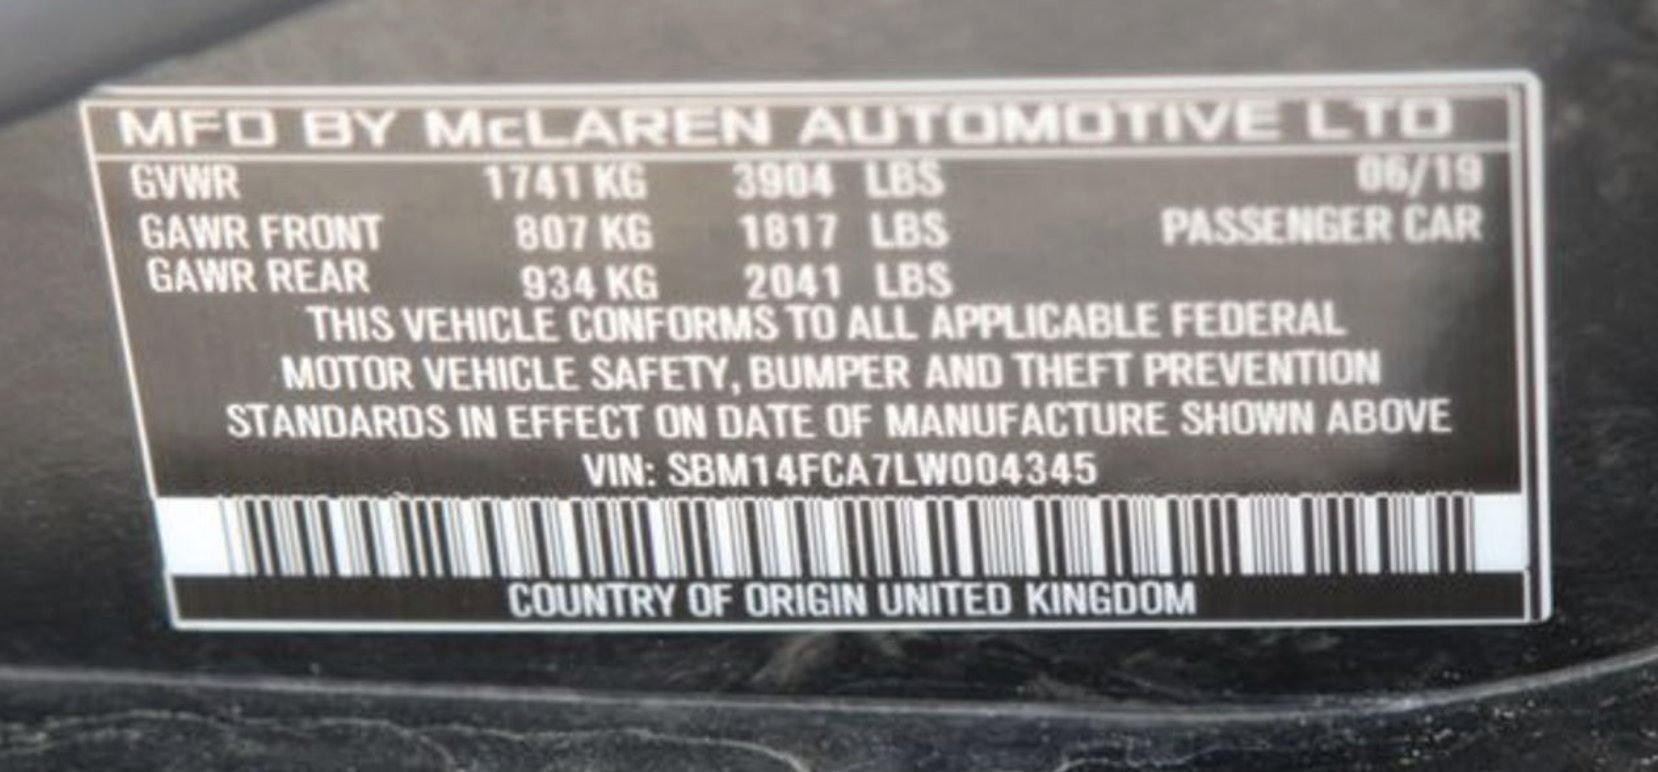 MFD BY McLAREN AUTOMOTIVE LTD
GVWR 1741 KG 3904 LBS 06/19
GAWR FRONT 807 KG 1817 LBS PASSENGER CAR
GAWR REAR 934 KG 2041 LBS
THIS VEHICLE CONFORMS TO ALL APPLICABLE FEDERAL
MOTOR VEHICLE SAFETY, BUMPER AND THEFT PREVENTION
STANDARDS IN EFFECT ON DATE OF MANUFACTURE SHOWN ABOVE
VIN: SBM14FCA7LW004345
COUNTRY OF ORIGIN UNITED KINGDOM